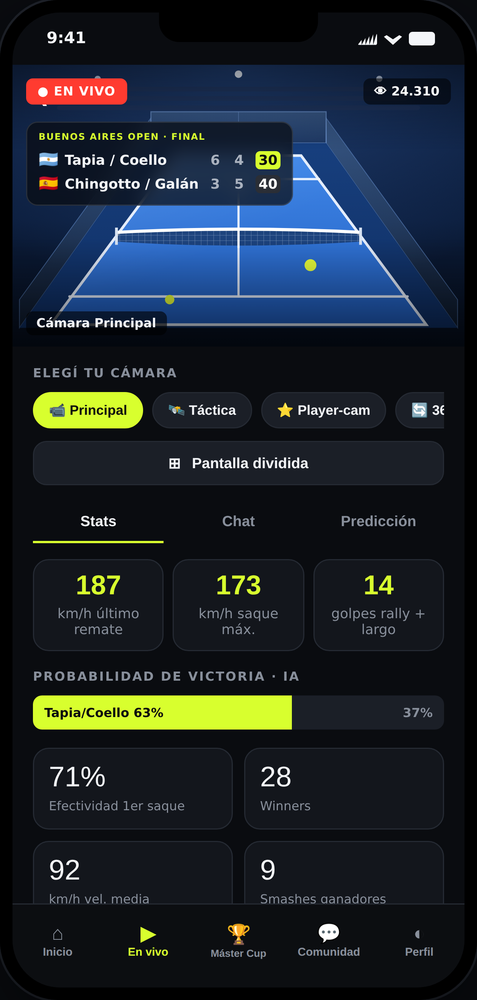 9:41
EN VIVO
24.310
BUENOS AIRES OPEN · FINAL
Tapia / Coello 6 4 30
Chingotto / Galán 3 5 40
Cámara Principal
ELEGÍ TU CÁMARA
Principal Táctica Player-cam 36
Pantalla dividida
Stats Chat Predicción
187 173 14
km/h último km/h saque golpes rally +
remate máx. largo
PROBABILIDAD DE VICTORIA · IA
Tapia/Coello 63% 37%
71% 28
Efectividad 1er saque Winners
92 9
km/h vel. media Smashes ganadores
Inicio En vivo Máster Cup Comunidad Perfil